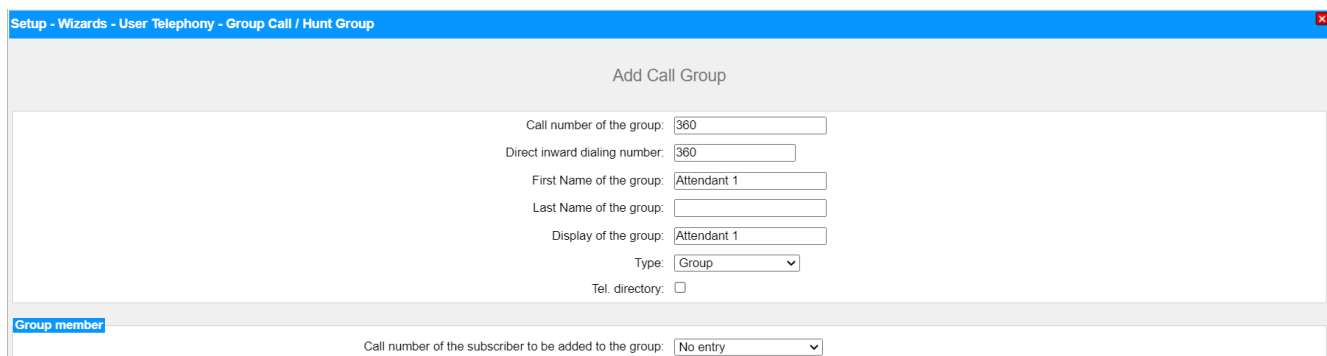 Setup - Wizards - User Telephony - Group Call / Hunt Group
Add Call Group
Call number of the group: 360
Direct inward dialing number: 360
First Name of the group: Attendant 1
Last Name of the group:
Display of the group: Attendant 1
Type: Group
Tel. directory:
Group member
Call number of the subscriber to be added to the group: No entry